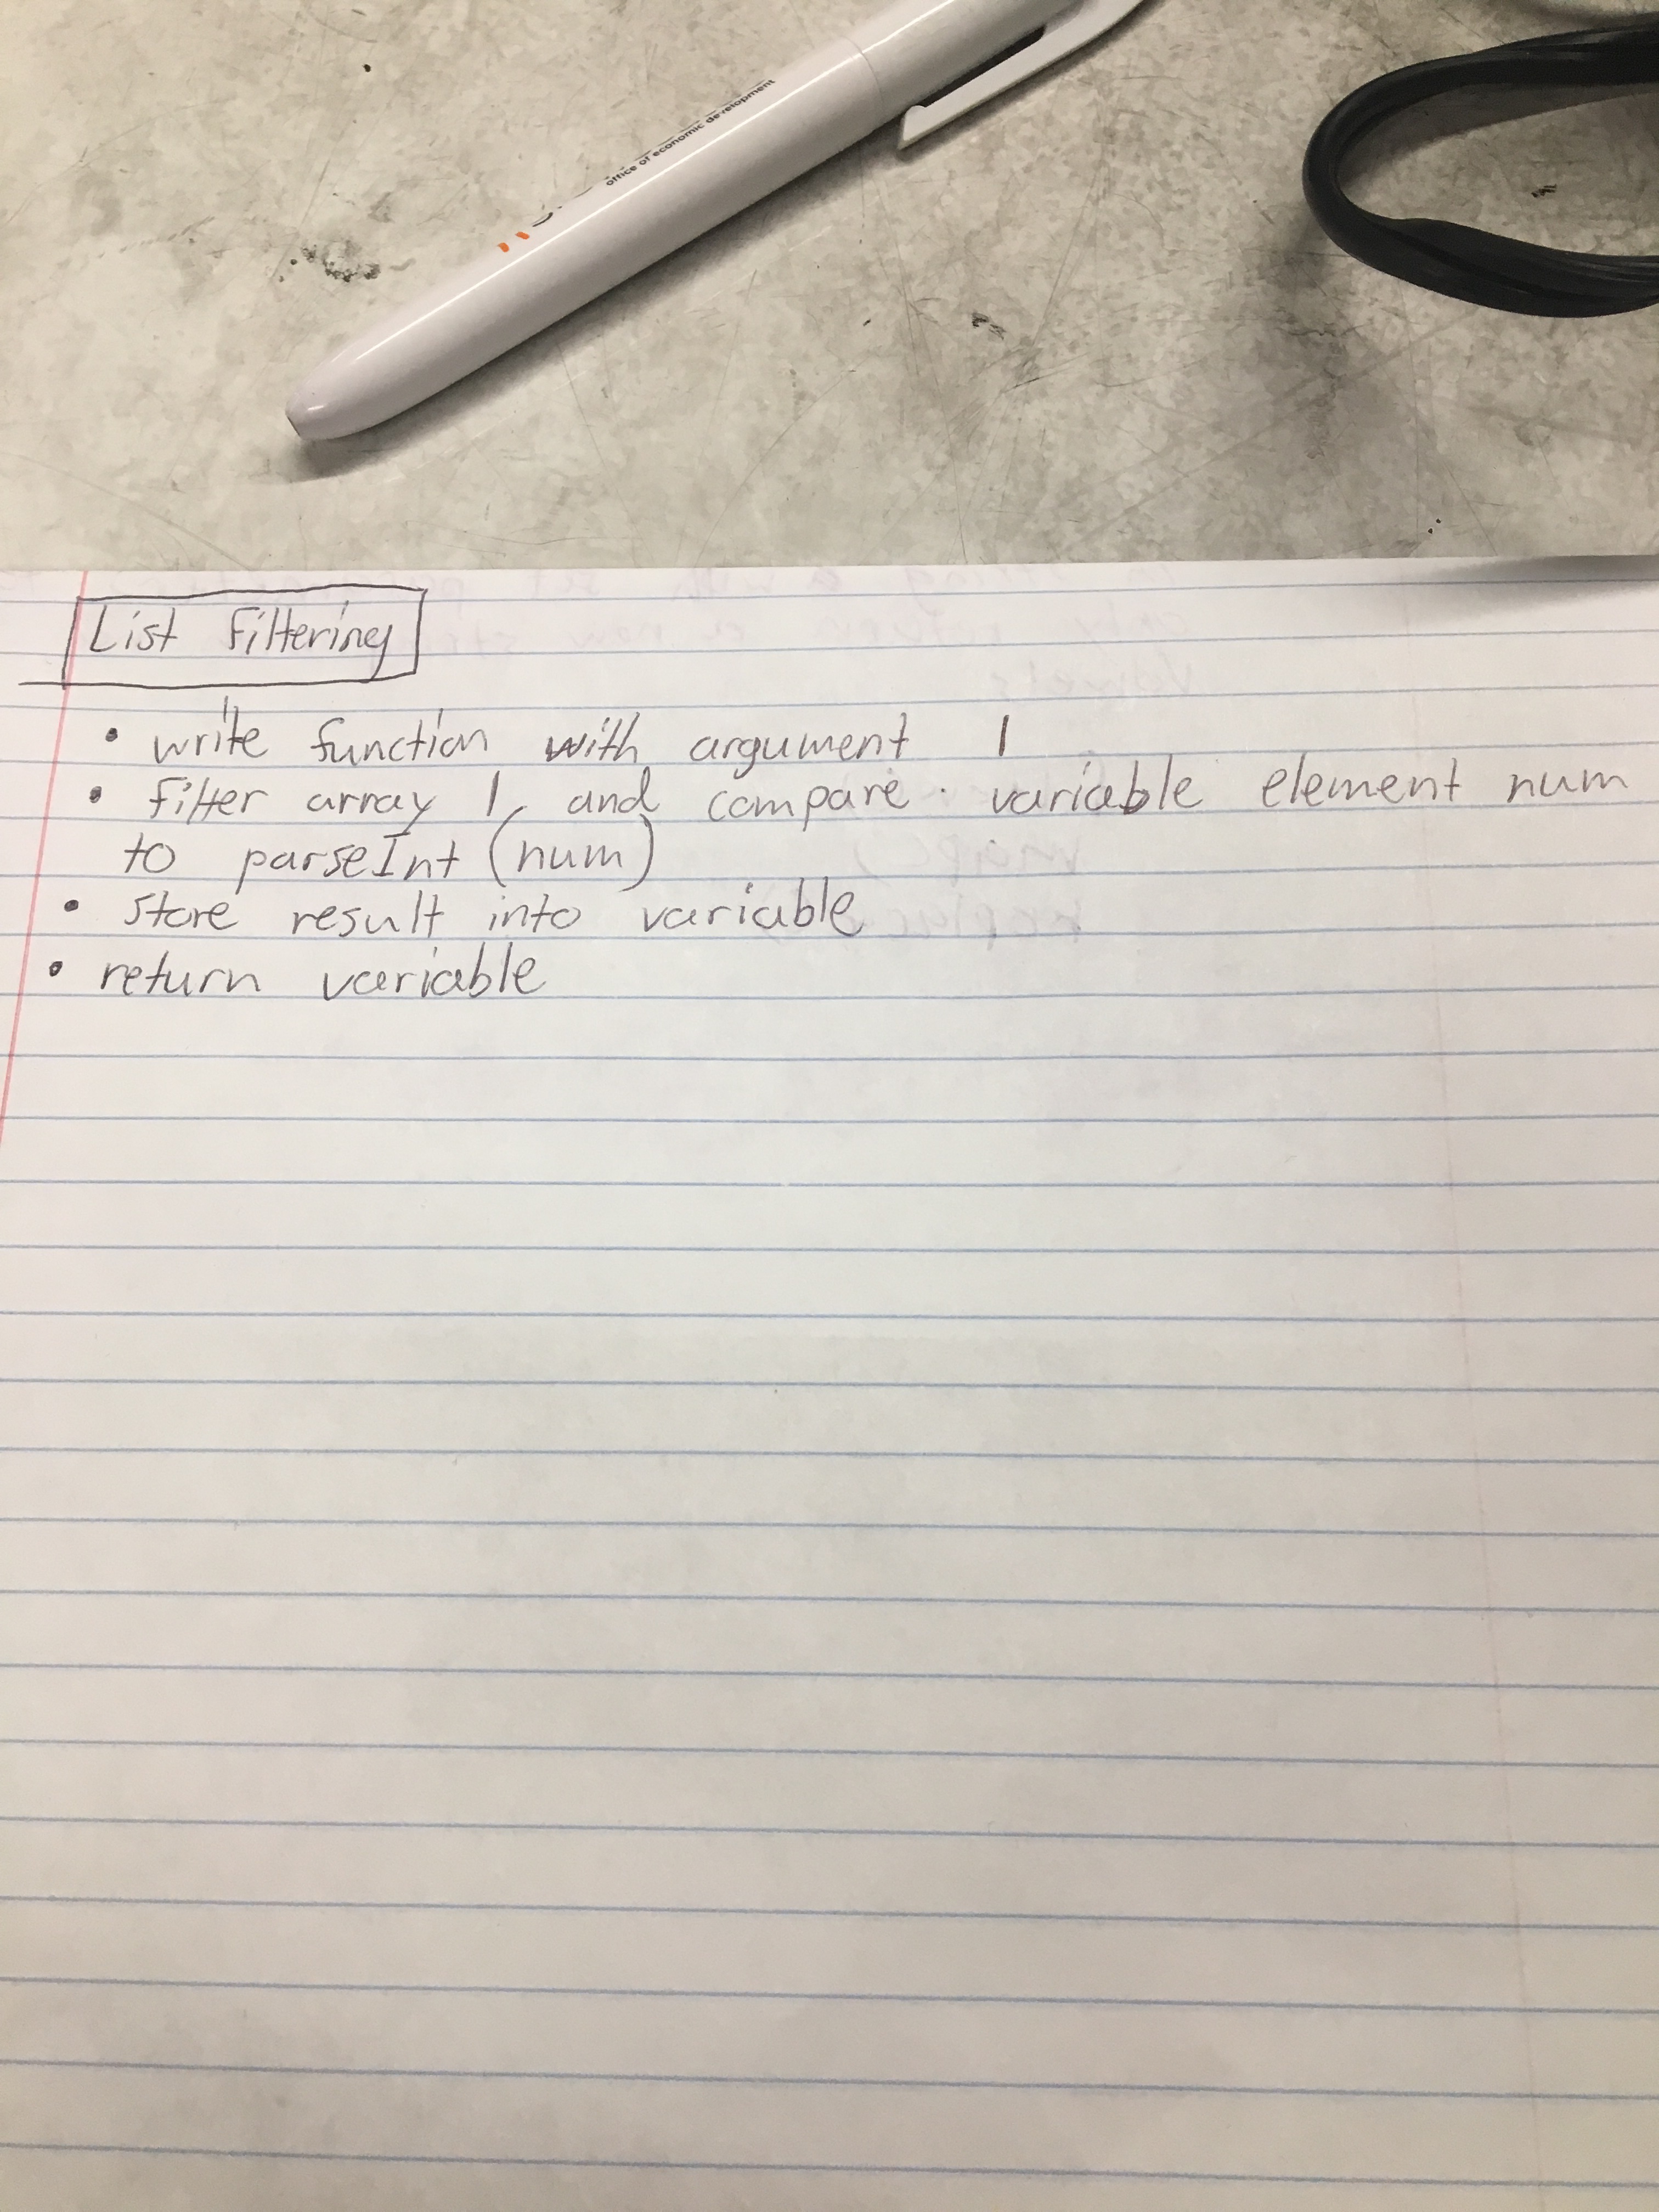 office of economic development
List Filtering
• write function with argument l
• filter array l, and compare variable element num
to parseInt (num)
• store result into variable
• return variable